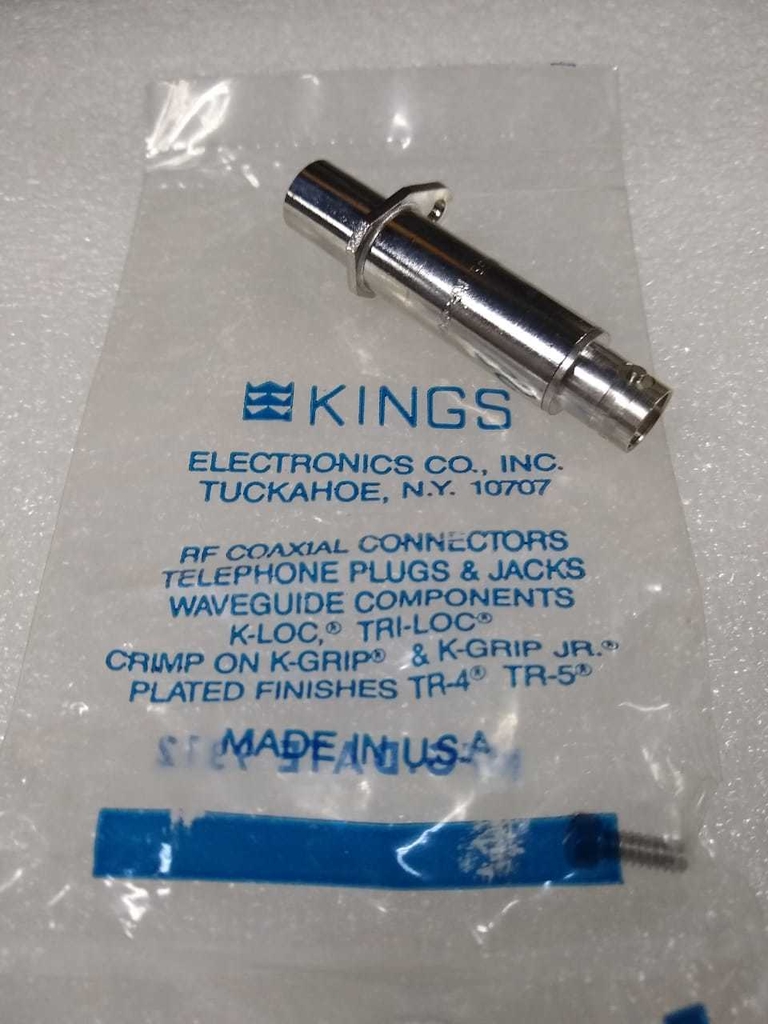 KINGS
ELECTRONICS CO., INC.
TUCKAHOE, N.Y. 10707
RF COAXIAL CONNECTORS
TELEPHONE PLUGS & JACKS
WAVEGUIDE COMPONENTS
K-LOC,® TRI-LOC®
CRIMP ON K-GRIP® & K-GRIP JR.®
PLATED FINISHES TR-4® TR-5®
MADE IN U.S.A.